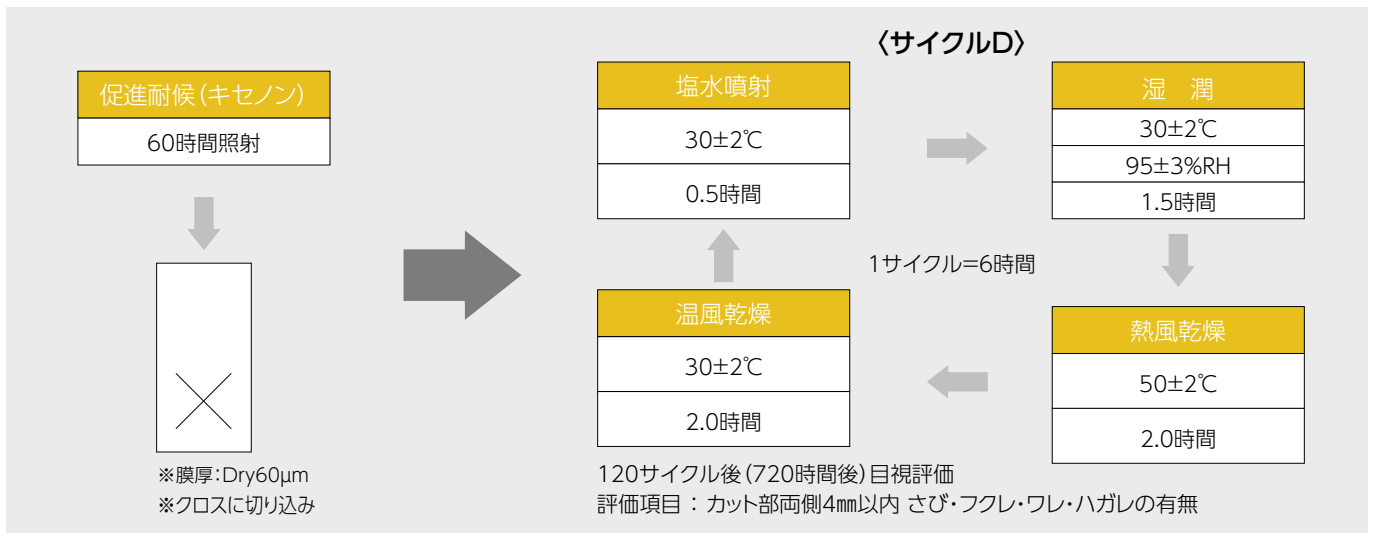 〈サイクルD〉
促進耐候(キセノン)
60時間照射
※膜厚:Dry60μm
※クロスに切り込み
塩水噴射
30±2℃
0.5時間
湿 潤
30±2℃
95±3%RH
1.5時間
1サイクル=6時間
熱風乾燥
50±2℃
2.0時間
温風乾燥
30±2℃
2.0時間
120サイクル後(720時間後)目視評価
評価項目:カット部両側4㎜以内 さび・フクレ・ワレ・ハガレの有無